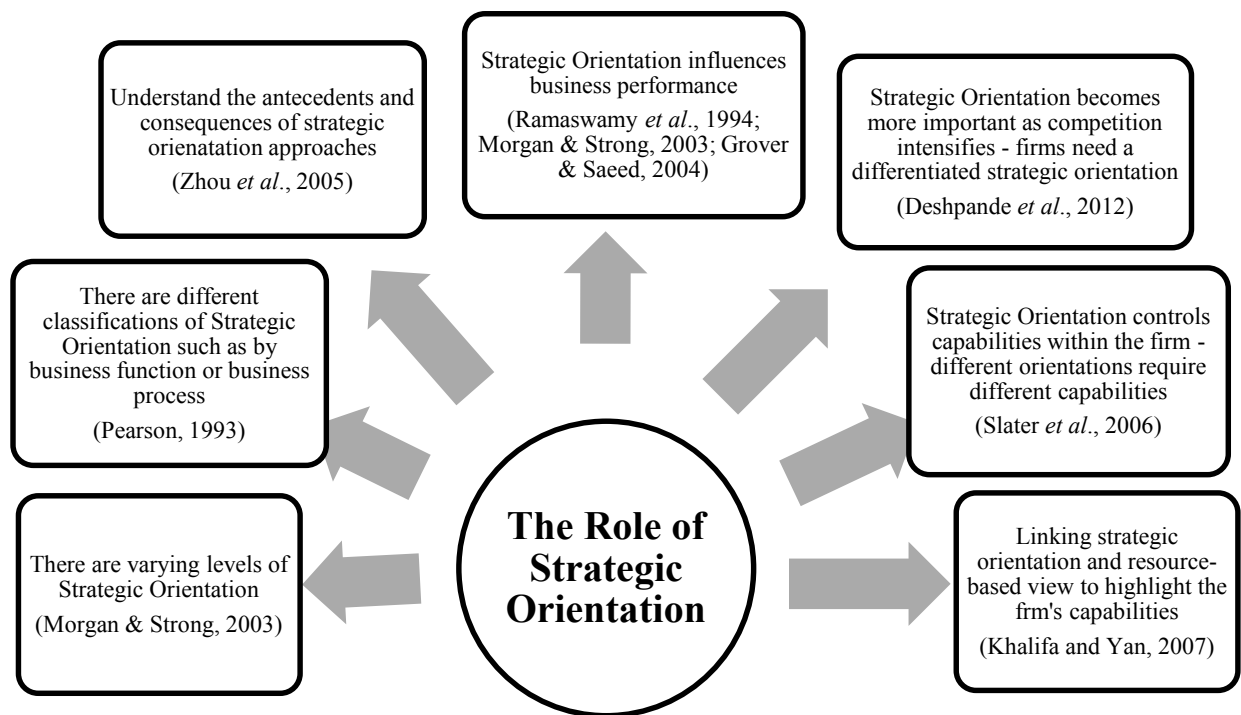 Understand the antecedents and
consequences of strategic
orienatation approaches
(Zhou et al., 2005)
Strategic Orientation influences
business performance
(Ramaswamy et al., 1994;
Morgan & Strong, 2003; Grover
& Saeed, 2004)
Strategic Orientation becomes
more important as competition
intensifies - firms need a
differentiated strategic orientation
(Deshpande et al., 2012)
There are different
classifications of Strategic
Orientation such as by
business function or business
process
(Pearson, 1993)
Strategic Orientation controls
capabilities within the firm -
different orientations require
different capabilities
(Slater et al., 2006)
There are varying levels of
Strategic Orientation
(Morgan & Strong, 2003)
The Role of
Strategic
Orientation
Linking strategic
orientation and resource-
based view to highlight the
frm's capabilities
(Khalifa and Yan, 2007)